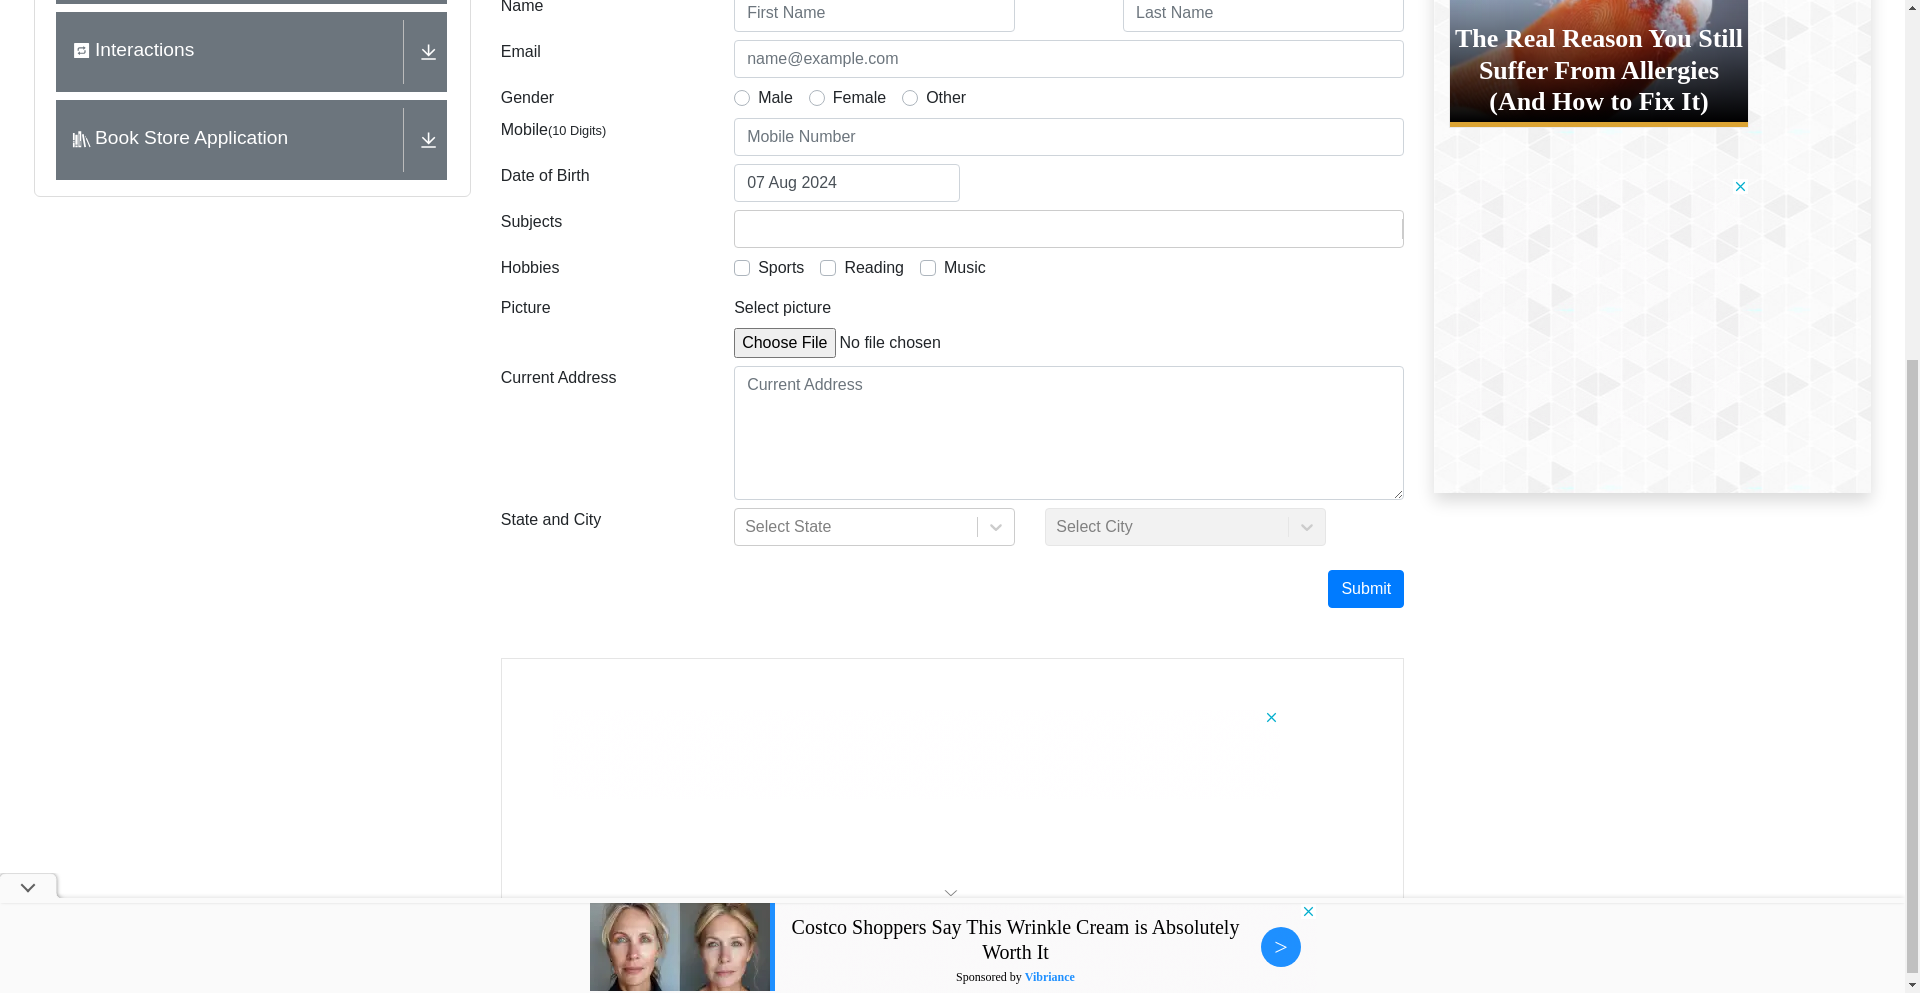 Name
First Name
Last Name
Email
name@example.com
Gender
Male
Female
Other
Mobile(10 Digits)
Mobile Number
Date of Birth
07 Aug 2024
Subjects
Hobbies
Sports
Reading
Music
Picture
Select picture
Choose File
No file chosen
Current Address
Current Address
State and City
Select State
Select City
Submit
Interactions
Book Store Application
The Real Reason You Still
Suffer From Allergies
(And How to Fix It)
Costco Shoppers Say This Wrinkle Cream is Absolutely
Worth It
Sponsored by Vibriance
>